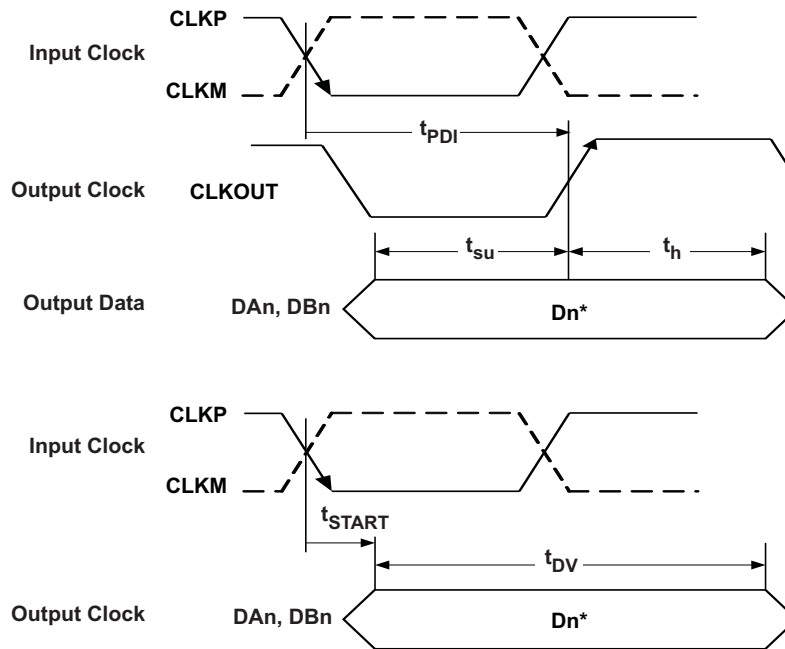 CLKP
Input Clock
CLKM
tPDI
Output Clock
CLKOUT
tsu
th
Output Data
DAn, DBn
Dn*
CLKP
Input Clock
CLKM
tSTART
tDV
Output Clock
DAn, DBn
Dn*